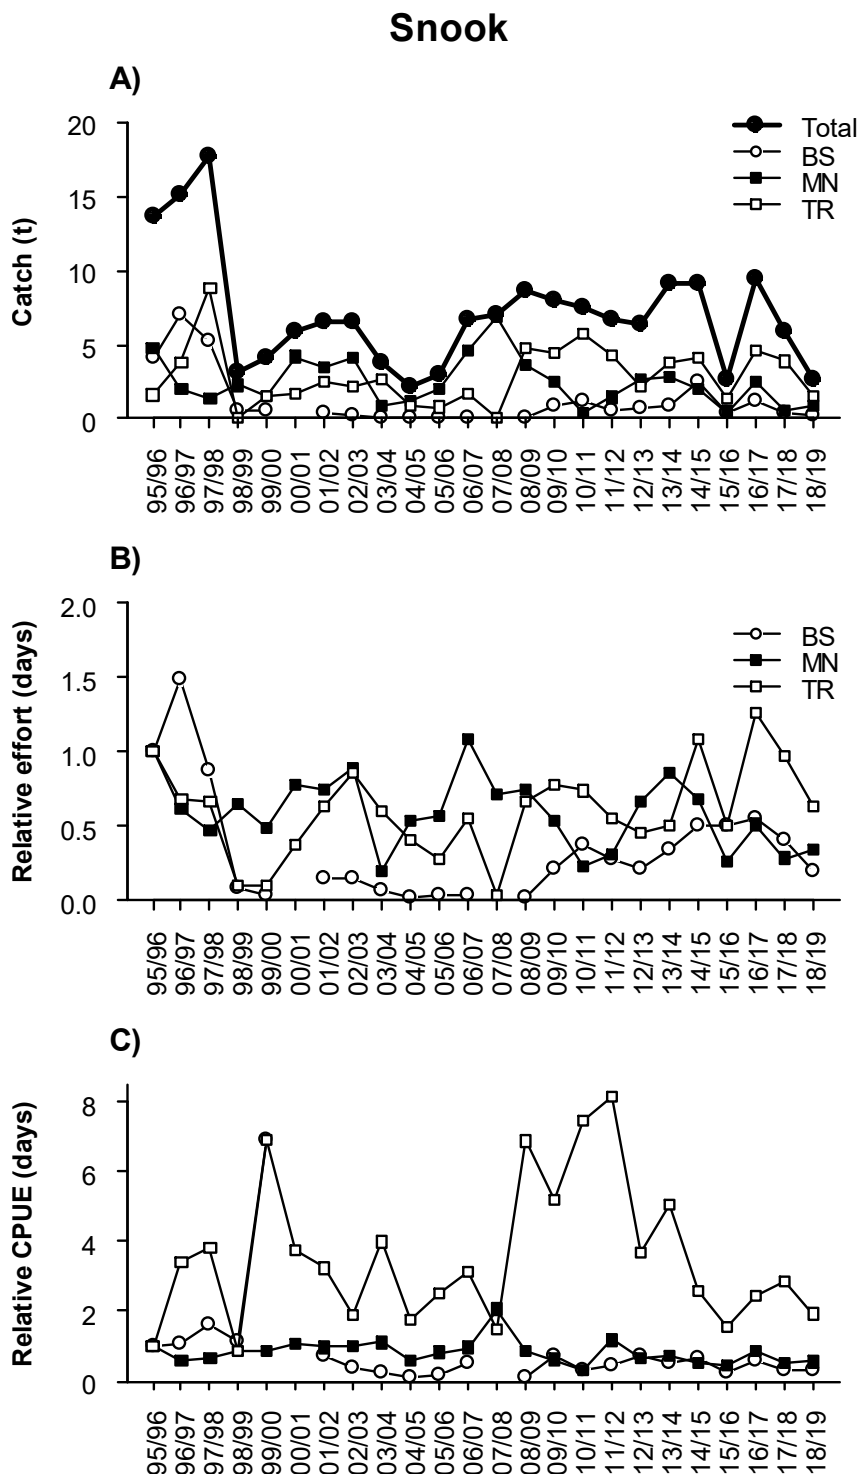 Snook
A)
Catch (t)
20
15
10
5
0
Total
BS
MN
TR
95/96 96/97 97/98 98/99 99/00 00/01 01/02 02/03 03/04 04/05 05/06 06/07 07/08 08/09 09/10 10/11 11/12 12/13 13/14 14/15 15/16 16/17 17/18 18/19
B)
Relative effort (days)
2.0
1.5
1.0
0.5
0.0
BS
MN
TR
95/96 96/97 97/98 98/99 99/00 00/01 01/02 02/03 03/04 04/05 05/06 06/07 07/08 08/09 09/10 10/11 11/12 12/13 13/14 14/15 15/16 16/17 17/18 18/19
C)
Relative CPUE (days)
8
6
4
2
0
95/96 96/97 97/98 98/99 99/00 00/01 01/02 02/03 03/04 04/05 05/06 06/07 07/08 08/09 09/10 10/11 11/12 12/13 13/14 14/15 15/16 16/17 17/18 18/19